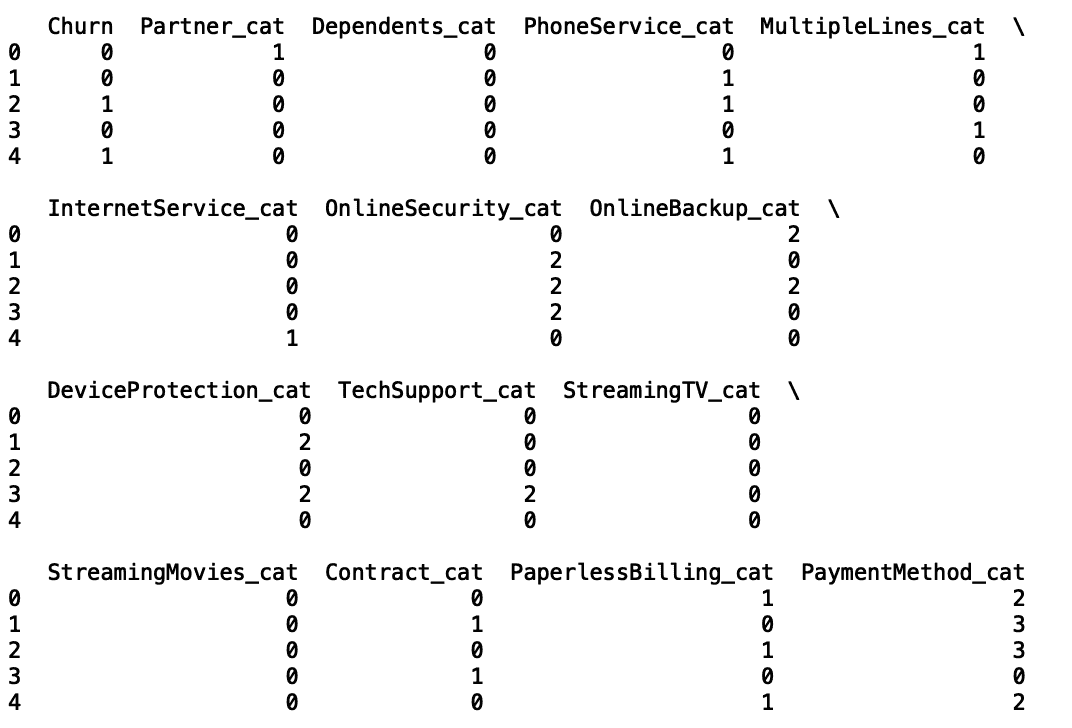 Churn Partner_cat Dependents_cat PhoneService_cat MultipleLines_cat \
0 0 1 0 0 1
1 0 0 0 1 0
2 1 0 0 1 0
3 0 0 0 0 1
4 1 0 0 1 0
InternetService_cat OnlineSecurity_cat OnlineBackup_cat \
0 0 0 2
1 0 2 0
2 0 2 2
3 0 2 0
4 1 0 0
DeviceProtection_cat TechSupport_cat StreamingTV_cat \
0 0 0 0
1 2 0 0
2 0 0 0
3 2 2 0
4 0 0 0
StreamingMovies_cat Contract_cat PaperlessBilling_cat PaymentMethod_cat
0 0 0 1 2
1 0 1 0 3
2 0 0 1 3
3 0 1 0 0
4 0 0 1 2